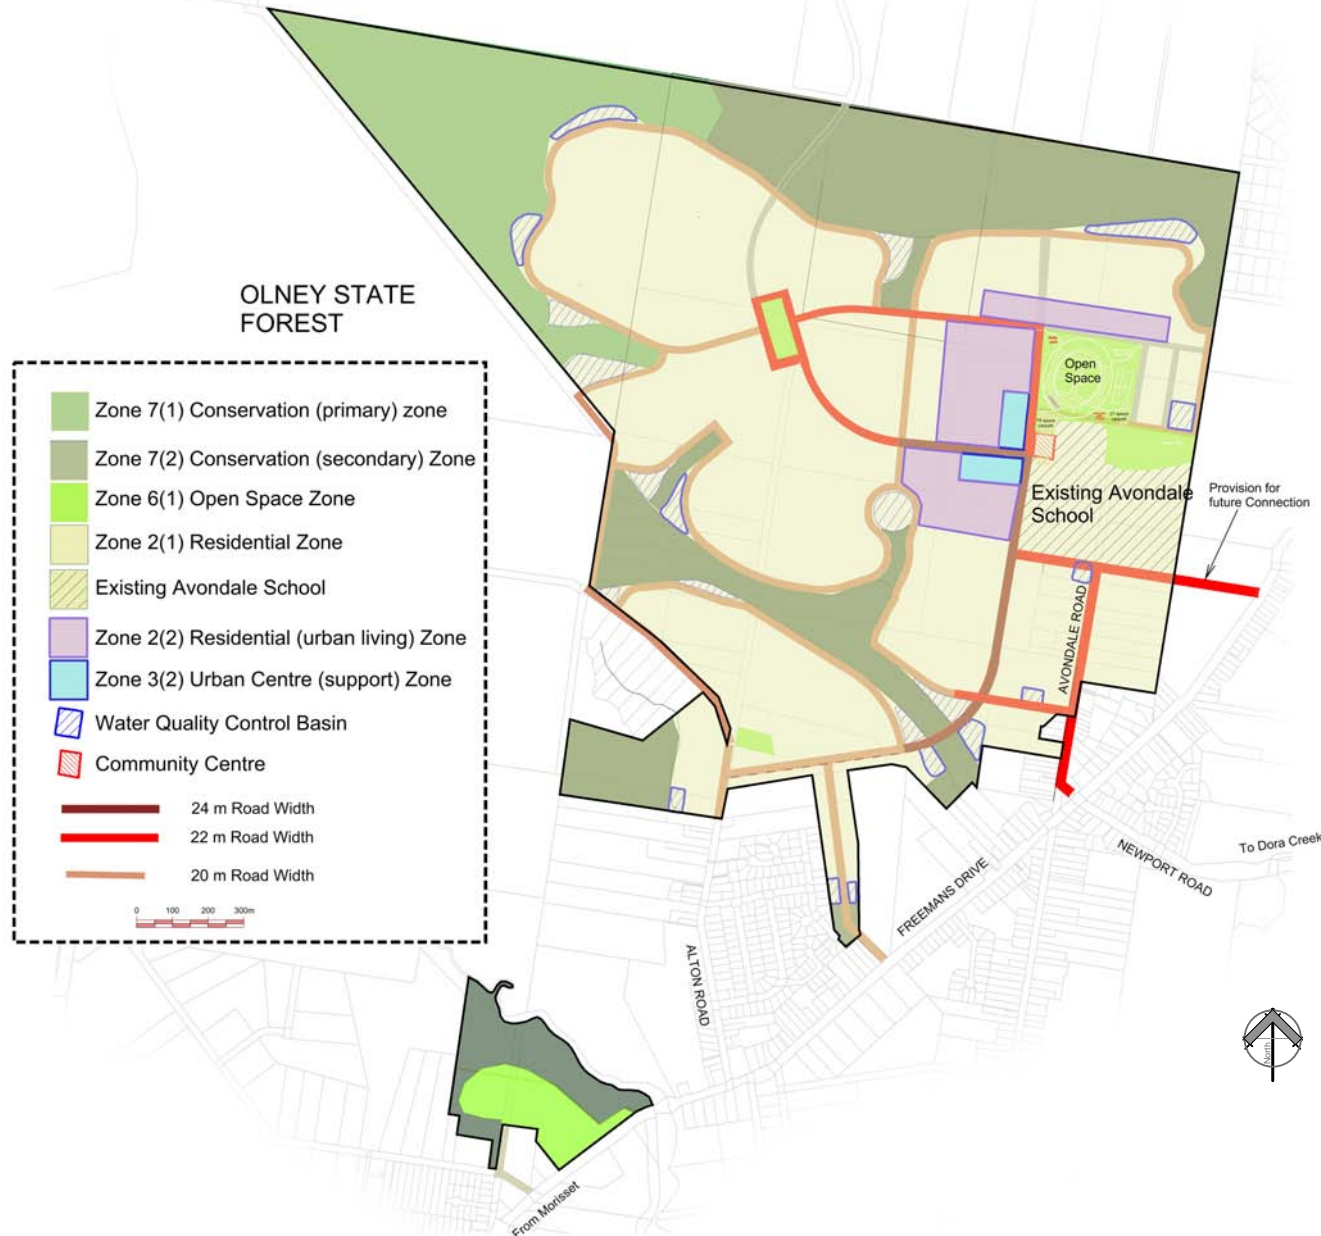 OLNEY STATE
FOREST
Zone 7(1) Conservation (primary) zone
Zone 7(2) Conservation (secondary) Zone
Zone 6(1) Open Space Zone
Zone 2(1) Residential Zone
Existing Avondale School
Zone 2(2) Residential (urban living) Zone
Zone 3(2) Urban Centre (support) Zone
Water Quality Control Basin
Community Centre
24 m Road Width
22 m Road Width
20 m Road Width
0 100 200 300m
Open
Space
Existing Avondale
School
Provision for
future Connection
AVONDALE ROAD
NEWPORT ROAD
To Dora Creek
FREEMANS DRIVE
ALTON ROAD
From Morisset
North